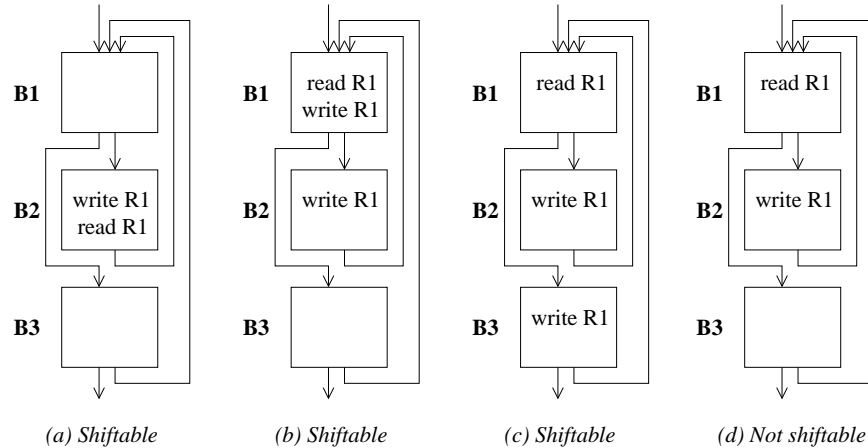 B1
B2
write R1
read R1
B3
(a) Shiftable
B1
read R1
write R1
B2
write R1
B3
(b) Shiftable
B1
read R1
B2
write R1
B3
write R1
(c) Shiftable
B1
read R1
B2
write R1
B3
(d) Not shiftable